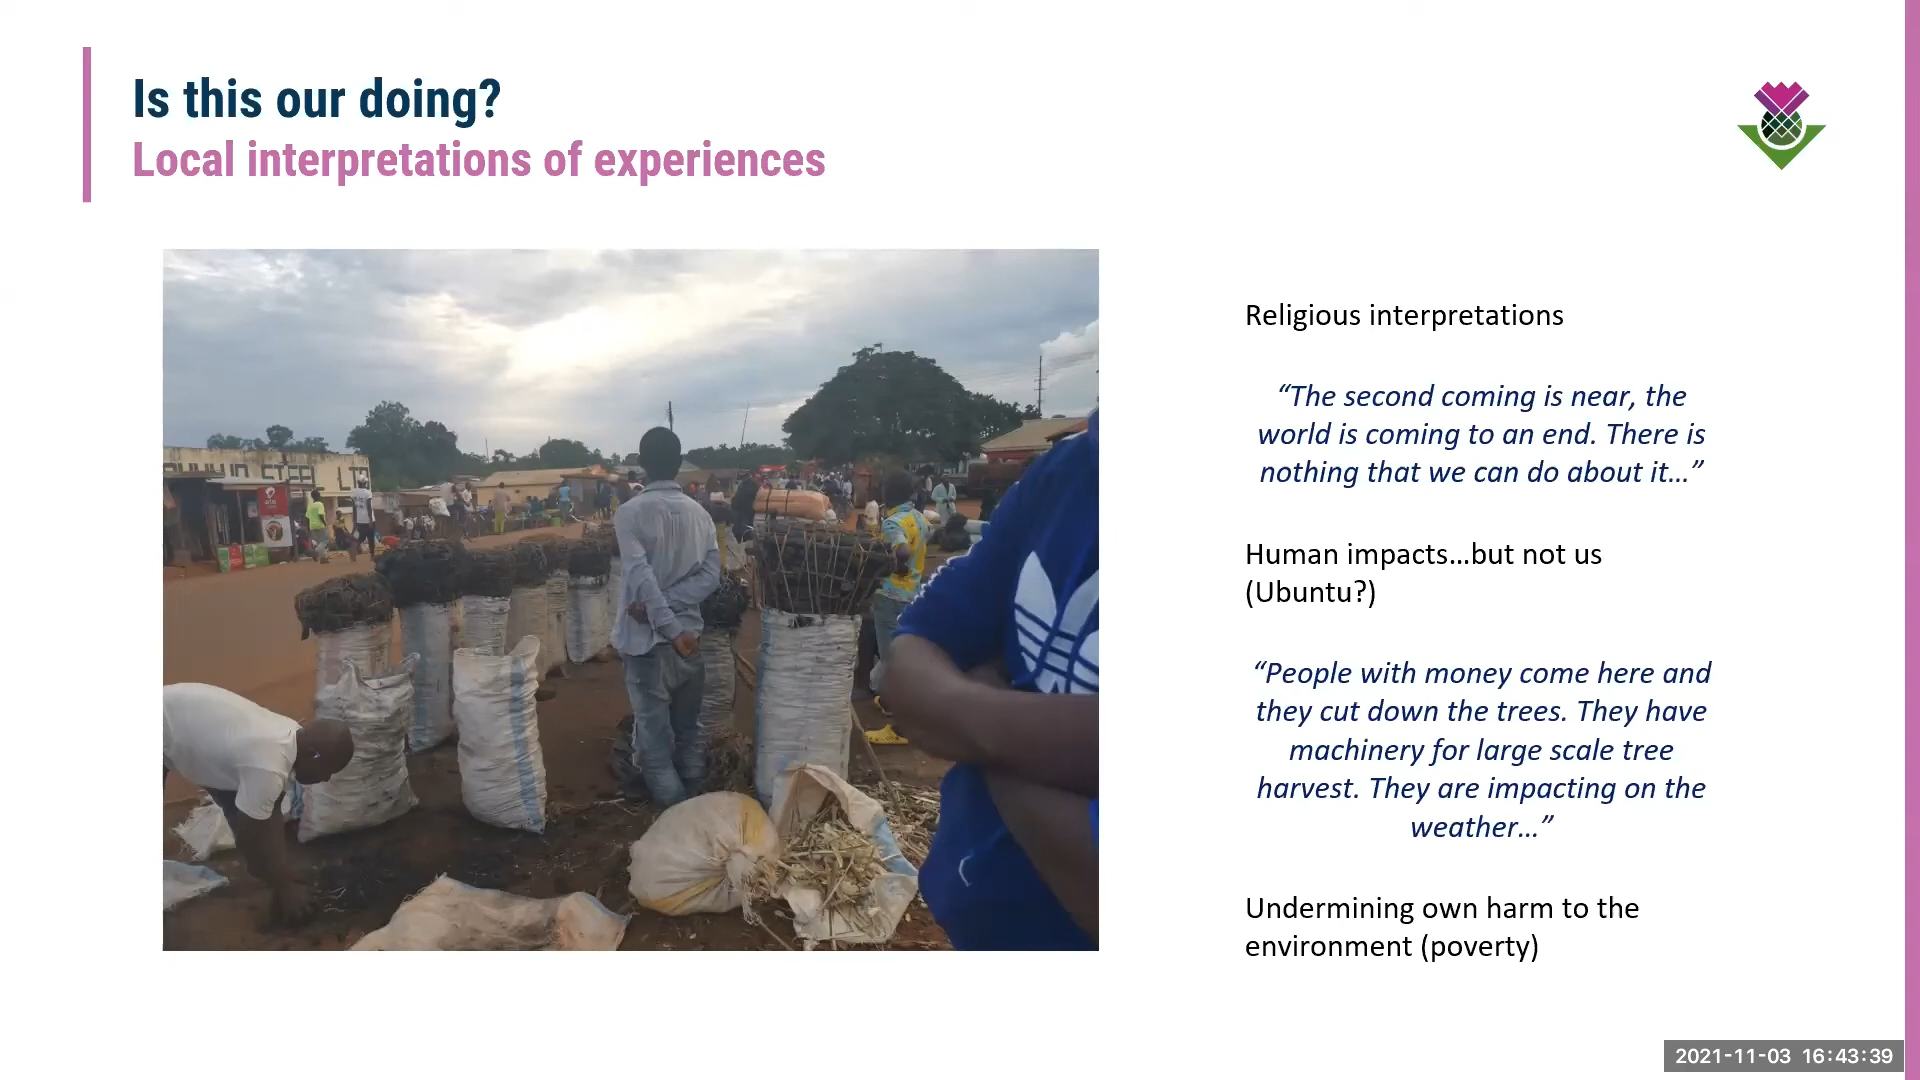 Is this our doing?
Local interpretations of experiences
Religious interpretations
“The second coming is near, the
world is coming to an end. There is
nothing that we can do about it…”
Human impacts…but not us
(Ubuntu?)
“People with money come here and
they cut down the trees. They have
machinery for large scale tree
harvest. They are impacting on the
weather…”
Undermining own harm to the
environment (poverty)
2021-11-03 16:43:39